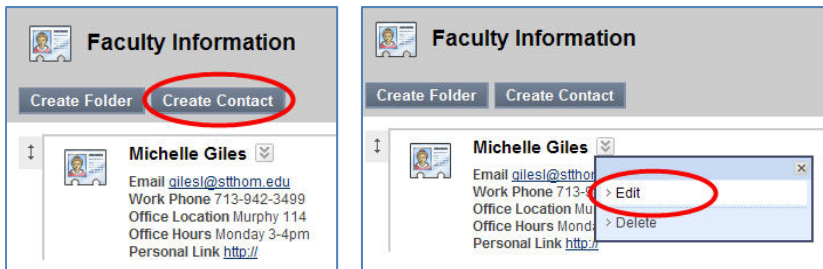 Faculty Information
Create Folder Create Contact
Michelle Giles
Email gilesl@stthom.edu
Work Phone 713-942-3499
Office Location Murphy 114
Office Hours Monday 3-4pm
Personal Link http://
Faculty Information
Create Folder Create Contact
Michelle Giles
Email gilesl@stthom
Work Phone 713-9
Office Location Mu
Office Hours Monda
Personal Link http://
> Edit
> Delete